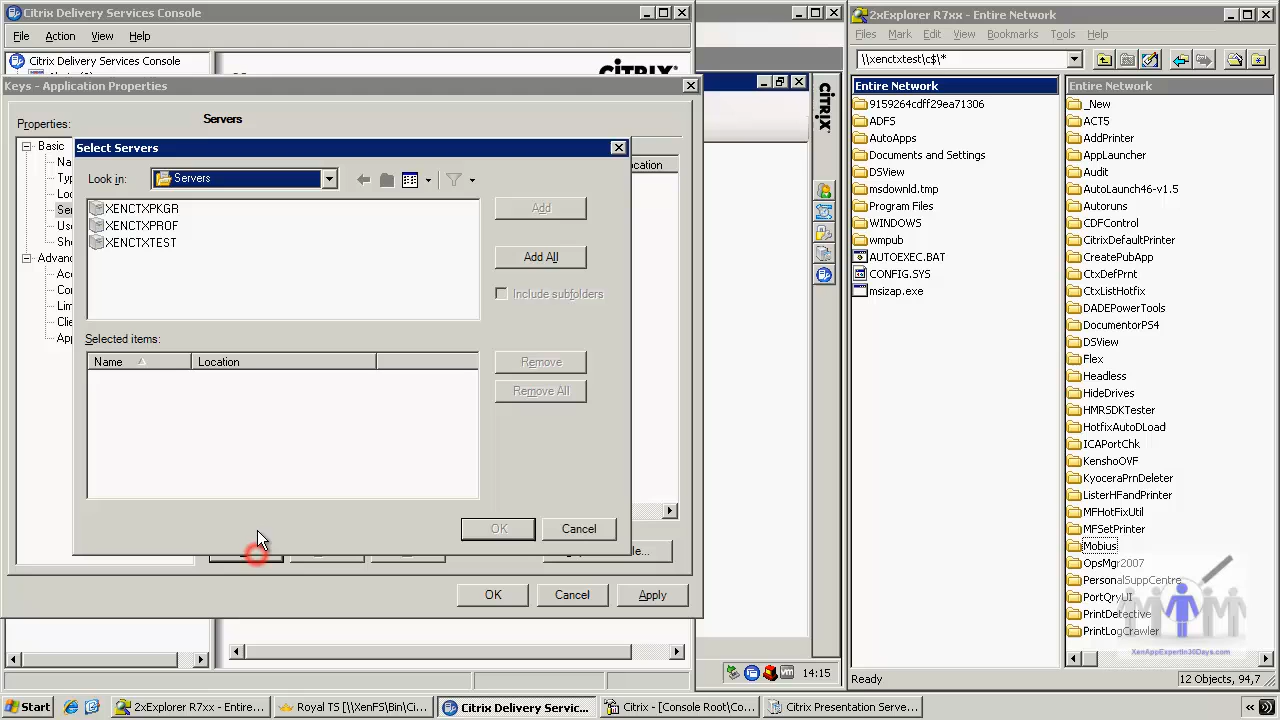 Citrix Delivery Services Console
File Action View Help
Citrix Delivery Services Console
CİTRIX
Keys - Application Properties
Properties:
Servers
Basic
Advan
ocation
Select Servers
Look in: Servers
XENCTXPKGR
XENCTXPROF
XENCTXTEST
Add
Add All
Include subfolders
Selected items:
Name Location
Remove
Remove All
OK Cancel
OK Cancel Apply
CİTRIX
14:15
2xExplorer R7xx - Entire Network
Files Mark Edit View Bookmarks Tools Help
\\xenctxtest\c$\*
Entire Network
9159264cdff29ea71306
ADFS
AutoApps
Documents and Settings
DSView
msdownld.tmp
Program Files
WINDOWS
wmpub
AUTOEXEC.BAT
CONFIG.SYS
msizap.exe
Entire Network
_New
ACT5
AddPrinter
AppLauncher
Audit
AutoLaunch46-v1.5
Autoruns
CDFControl
CitrixDefaultPrinter
CreatePubApp
CtxDefPrnt
CtxListHotfix
DADEPowerTools
DocumentorPS4
DSView
Flex
Headless
HideDrives
HMRSDKTester
HotfixAutoDLoad
ICAPortChk
KenshoOVF
KyoceraPrnDeleter
ListerHFandPrinter
MFHotFixUtil
MFSetPrinter
Mobius
OpsMgr2007
PersonalSuppCentre
PortQryUI
PrintDetective
PrintLogCrawler
XenAppExpertIn30Days.com
Ready
12 Objects, 94,7
Start
2xExplorer R7xx - Entire...
Royal TS [\\XenFS\Bin\Ci...
Citrix Delivery Servic...
Citrix - [Console Root\Co...
Citrix Presentation Serve...